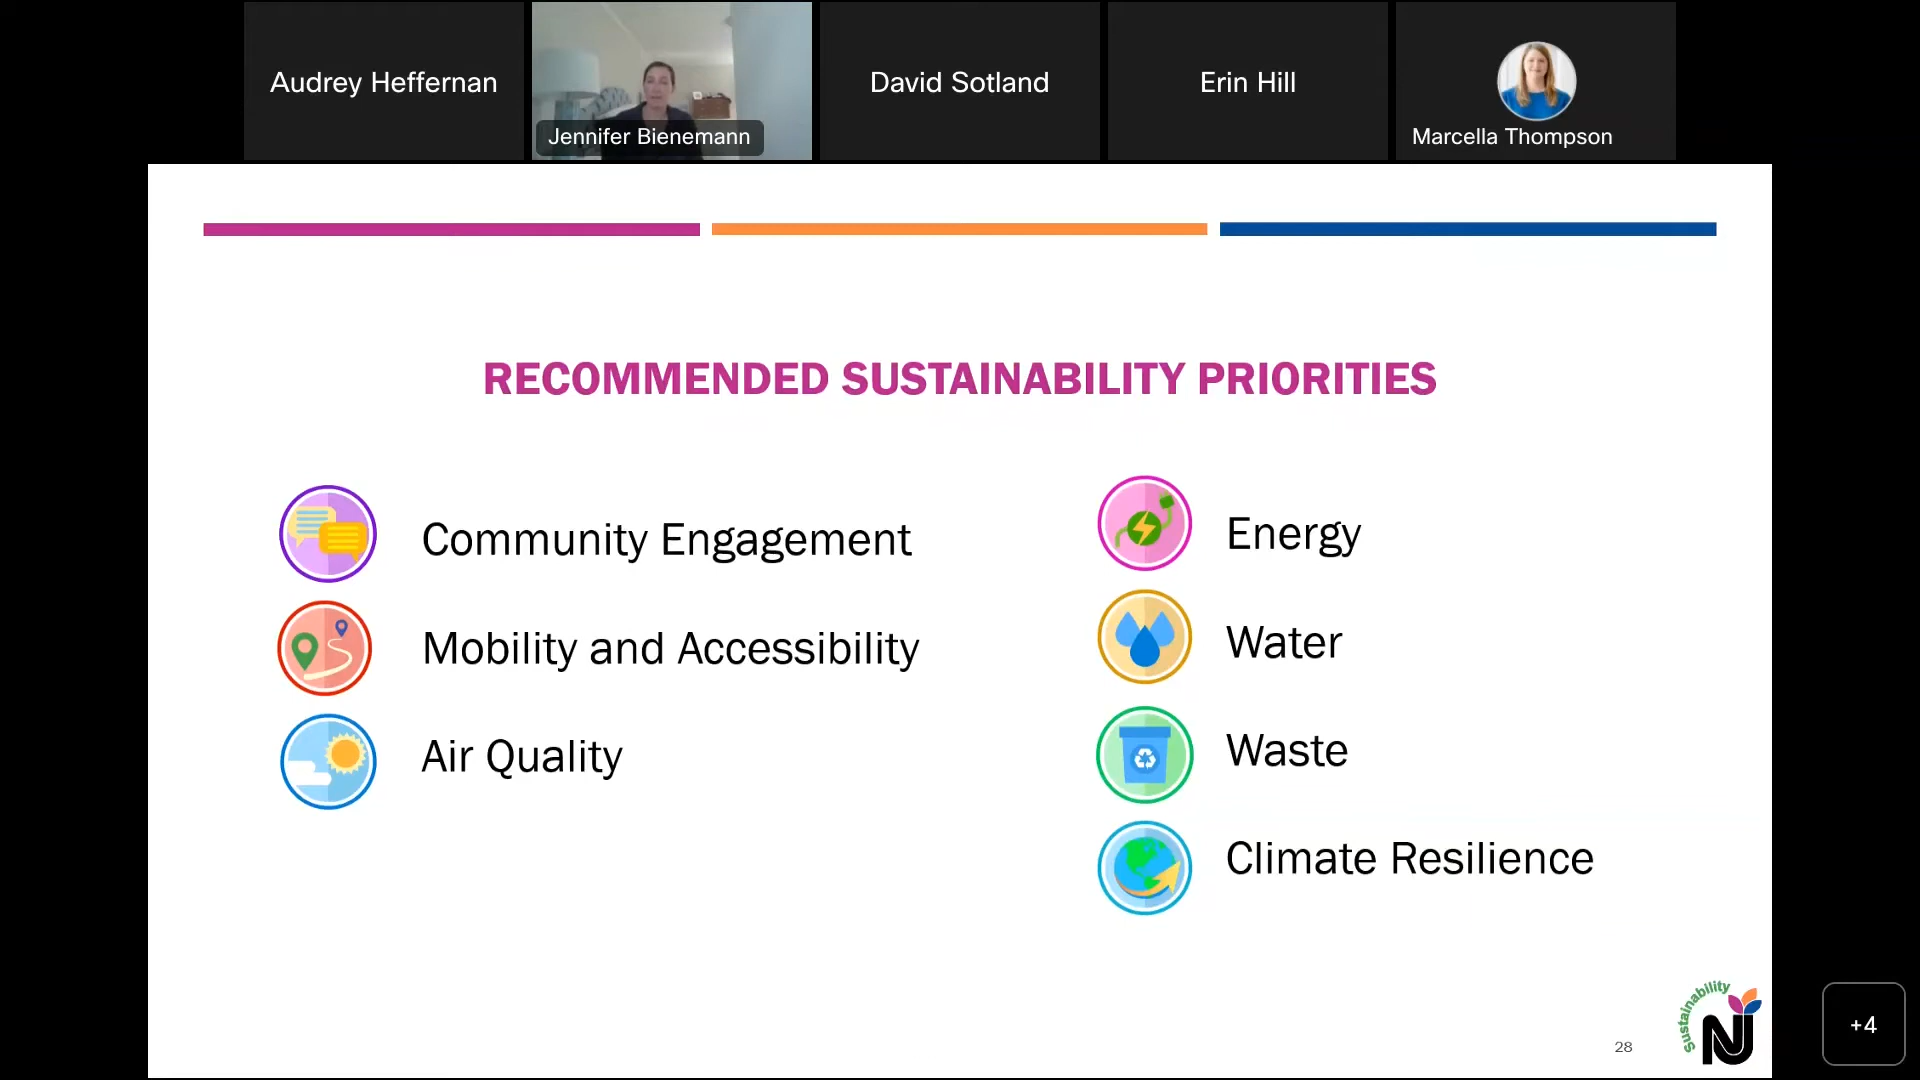 Audrey Heffernan
Jennifer Bienemann
David Sotland
Erin Hill
Marcella Thompson
RECOMMENDED SUSTAINABILITY PRIORITIES
Community Engagement
Mobility and Accessibility
Air Quality
Energy
Water
Waste
Climate Resilience
28
Sustainability
NJ
+4